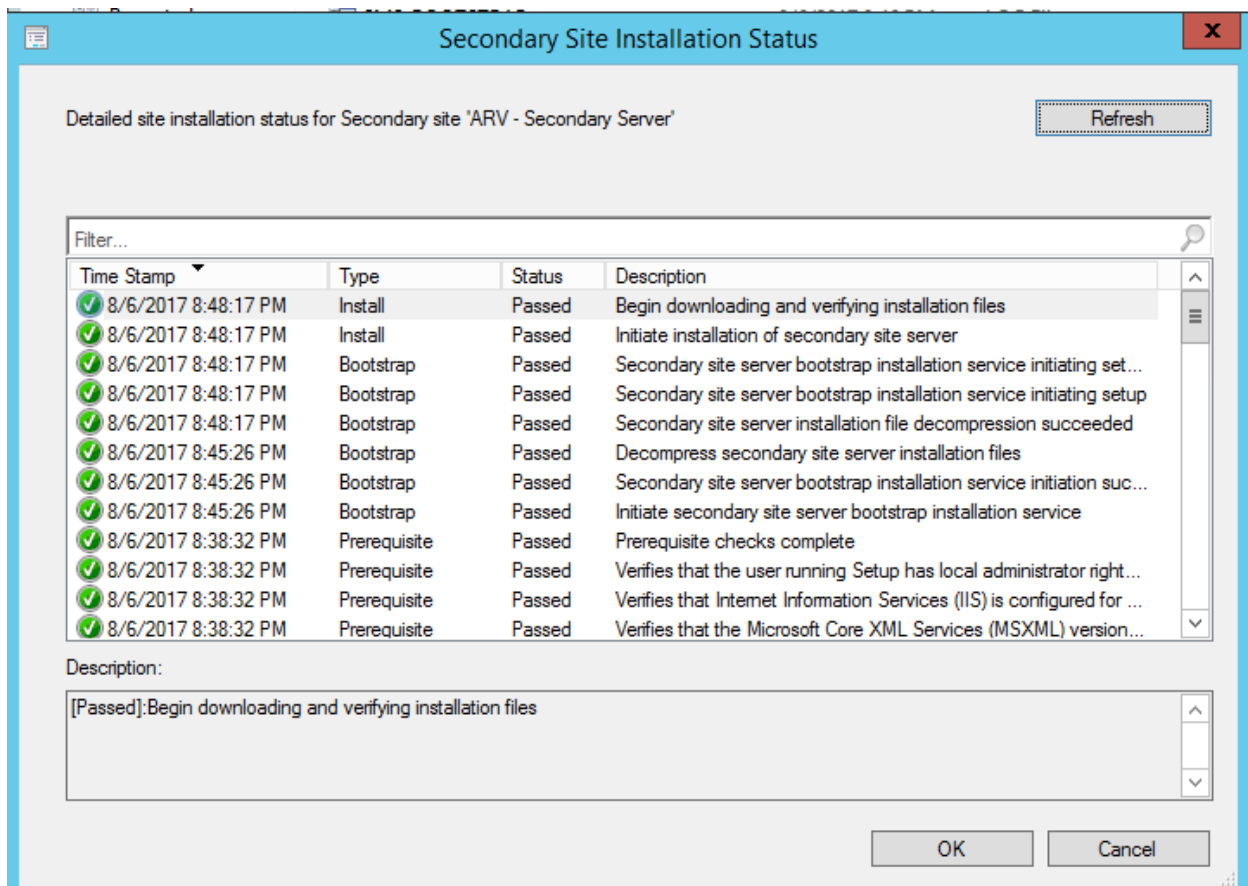 Secondary Site Installation Status
x
Detailed site installation status for Secondary site 'ARV - Secondary Server'
Refresh
Filter...
Time Stamp Type Status Description
8/6/2017 8:48:17 PM Install Passed Begin downloading and verifying installation files
8/6/2017 8:48:17 PM Install Passed Initiate installation of secondary site server
8/6/2017 8:48:17 PM Bootstrap Passed Secondary site server bootstrap installation service initiating set...
8/6/2017 8:48:17 PM Bootstrap Passed Secondary site server bootstrap installation service initiating setup
8/6/2017 8:48:17 PM Bootstrap Passed Secondary site server installation file decompression succeeded
8/6/2017 8:45:26 PM Bootstrap Passed Decompress secondary site server installation files
8/6/2017 8:45:26 PM Bootstrap Passed Secondary site server bootstrap installation service initiation suc...
8/6/2017 8:45:26 PM Bootstrap Passed Initiate secondary site server bootstrap installation service
8/6/2017 8:38:32 PM Prerequisite Passed Prerequisite checks complete
8/6/2017 8:38:32 PM Prerequisite Passed Verifies that the user running Setup has local administrator right...
8/6/2017 8:38:32 PM Prerequisite Passed Verifies that Internet Information Services (IIS) is configured for ...
8/6/2017 8:38:32 PM Prerequisite Passed Verifies that the Microsoft Core XML Services (MSXML) version...
Description:
[Passed]:Begin downloading and verifying installation files
OK Cancel